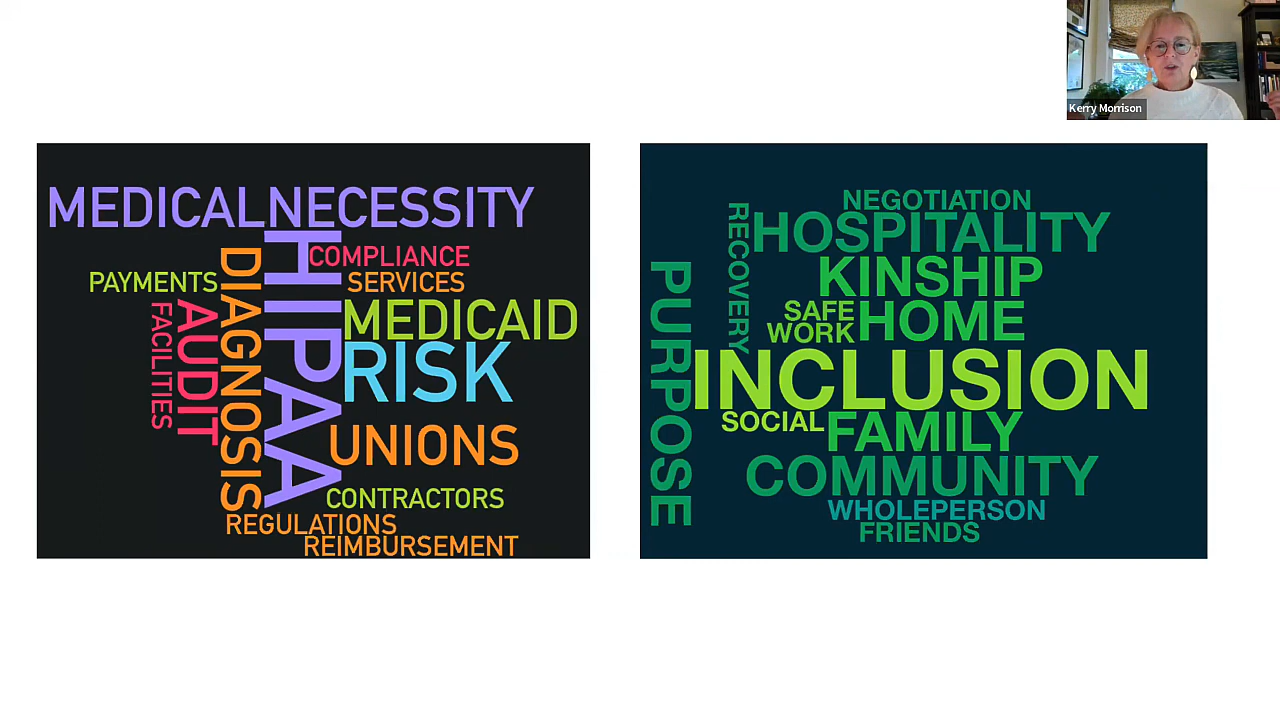 Kerry Morrison
MEDICALNECESSITY
HIPAA
COMPLIANCE
DIAGNOSIS
PAYMENTS
SERVICES
MEDICAID
FACILITIES
AUDIT
RISK
UNIONS
CONTRACTORS
REGULATIONS
REIMBURSEMENT
NEGOTIATION
RECOVERY
HOSPITALITY
KINSHIP
PURPOSE
SAFE
HOME
WORK
INCLUSION
SOCIAL
FAMILY
COMMUNITY
WHOLEPERSON
FRIENDS